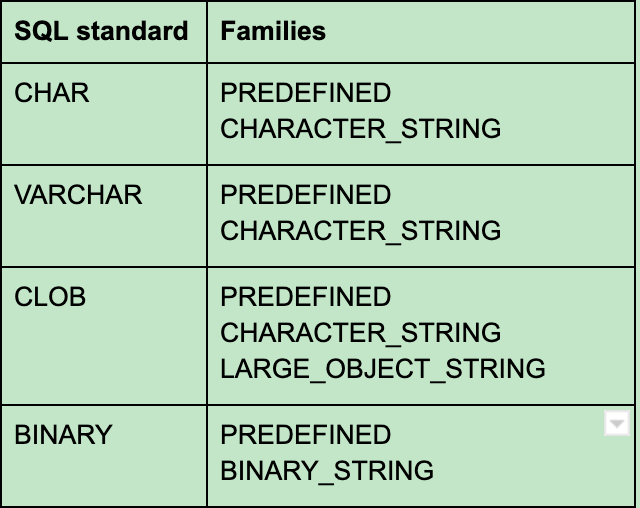 SQL standard Families
CHAR PREDEFINED
CHARACTER_STRING
VARCHAR PREDEFINED
CHARACTER_STRING
CLOB PREDEFINED
CHARACTER_STRING
LARGE_OBJECT_STRING
BINARY PREDEFINED
BINARY_STRING